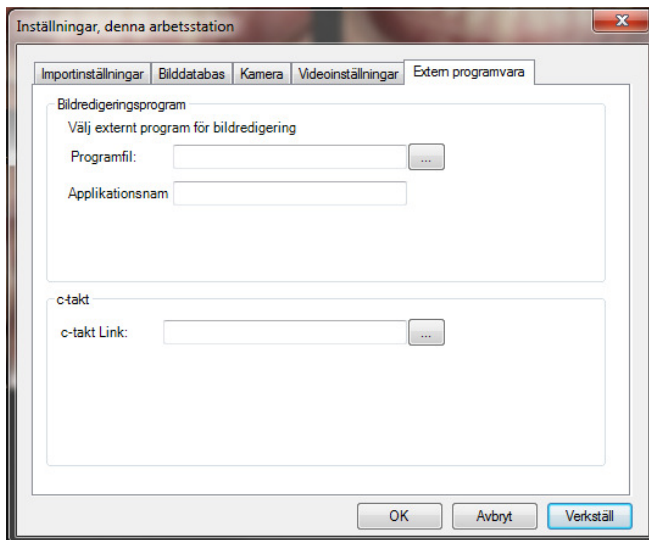 Inställningar, denna arbetsstation
Importinställningar Bilddatabas Kamera Videoinställningar Extern programvara
Bildredigeringsprogram
Välj externt program för bildredigering
Programfil: ...
Applikationsnam
c-takt
c-takt Link: ...
OK Avbryt Verkställ